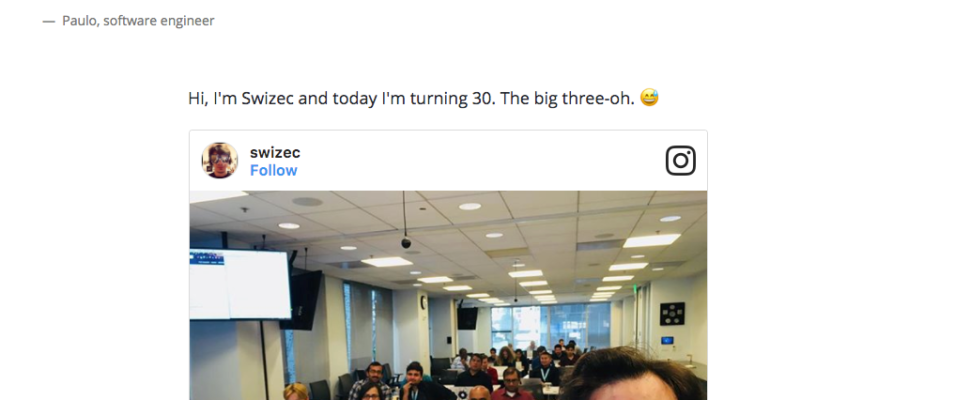 — Paulo, software engineer
Hi, I'm Swizec and today I'm turning 30. The big three-oh. 😅
swizec
Follow